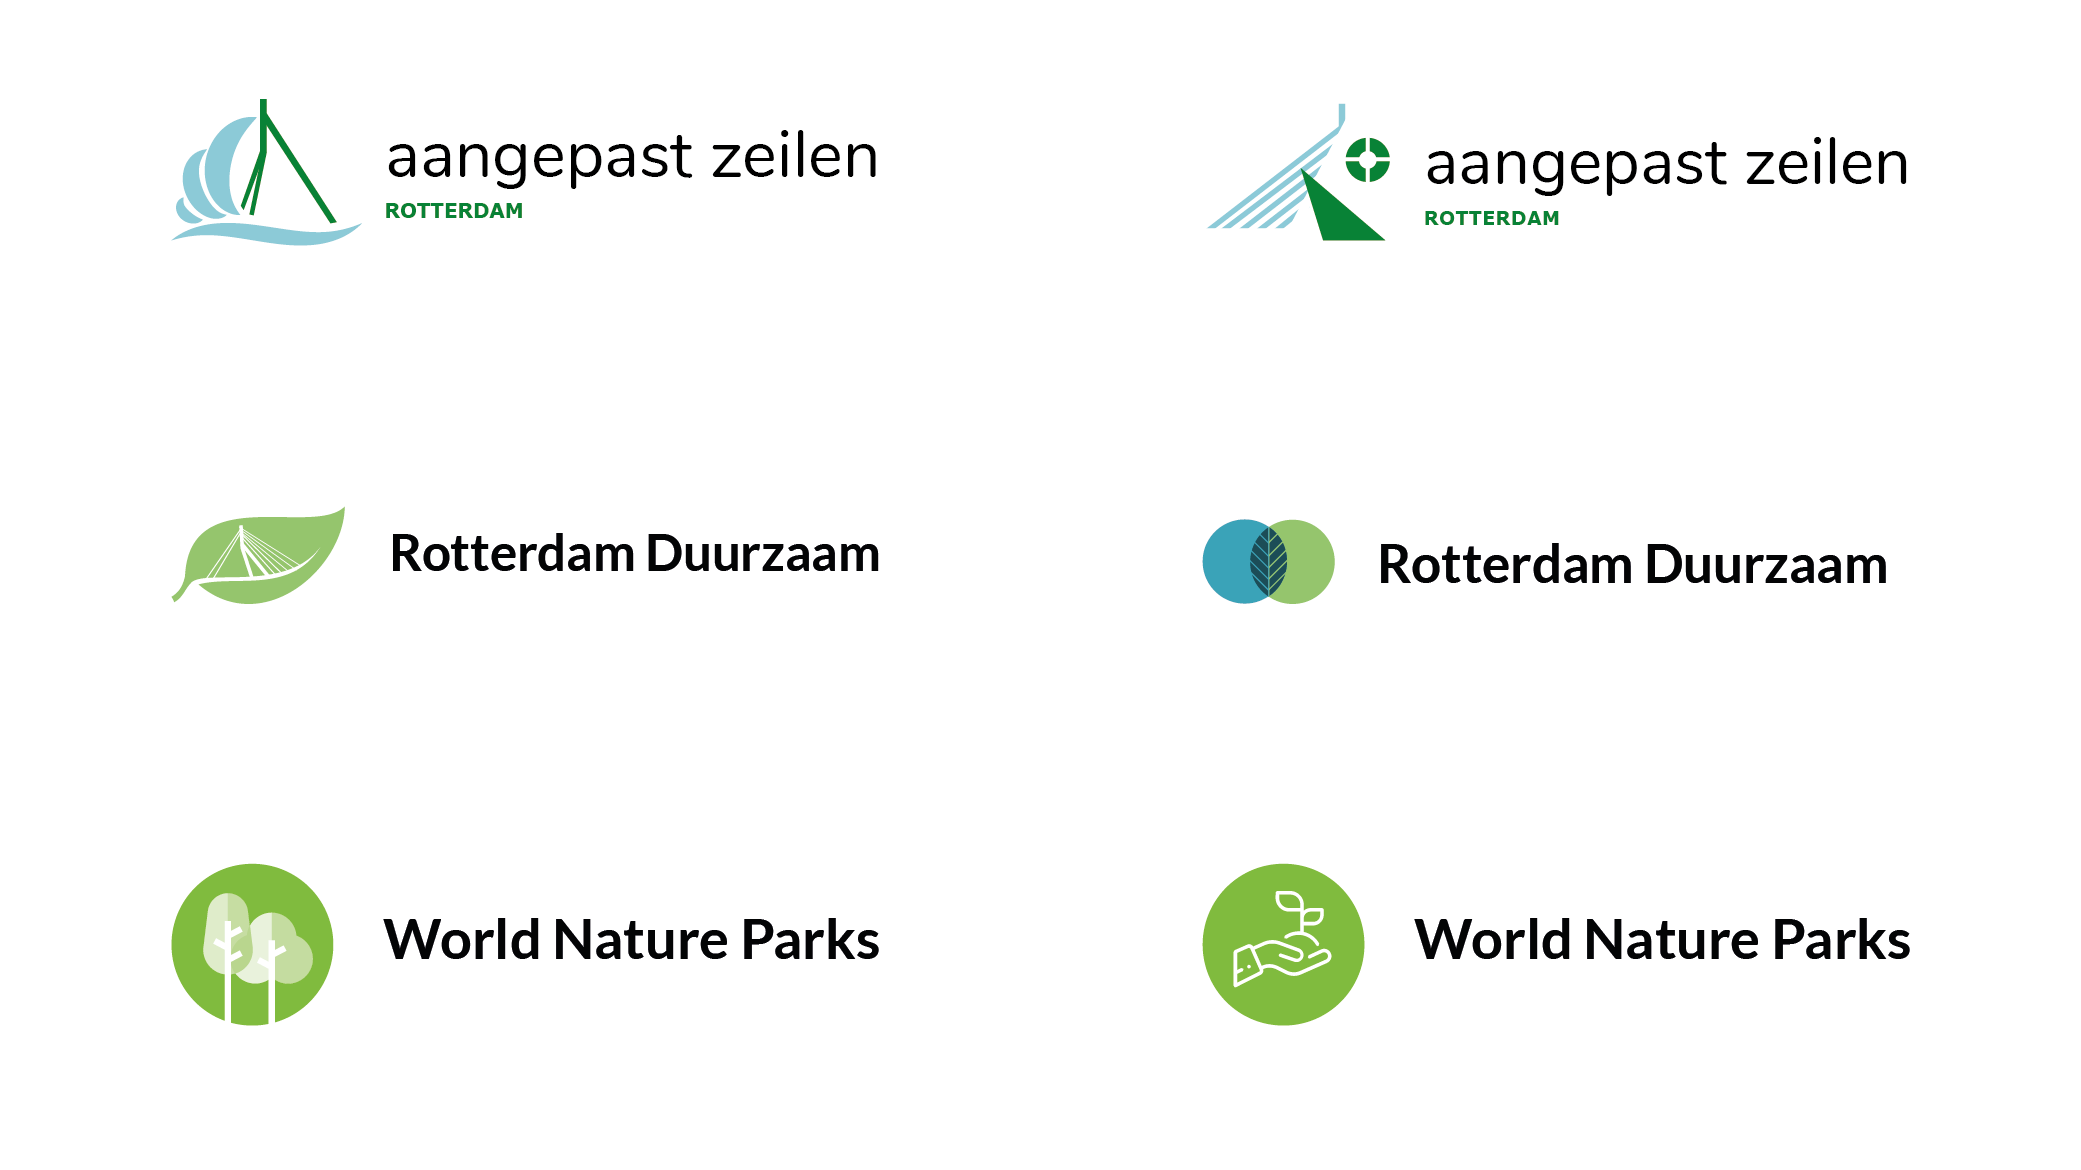 aangepast zeilen
ROTTERDAM
aangepast zeilen
ROTTERDAM
Rotterdam Duurzaam
Rotterdam Duurzaam
World Nature Parks
World Nature Parks